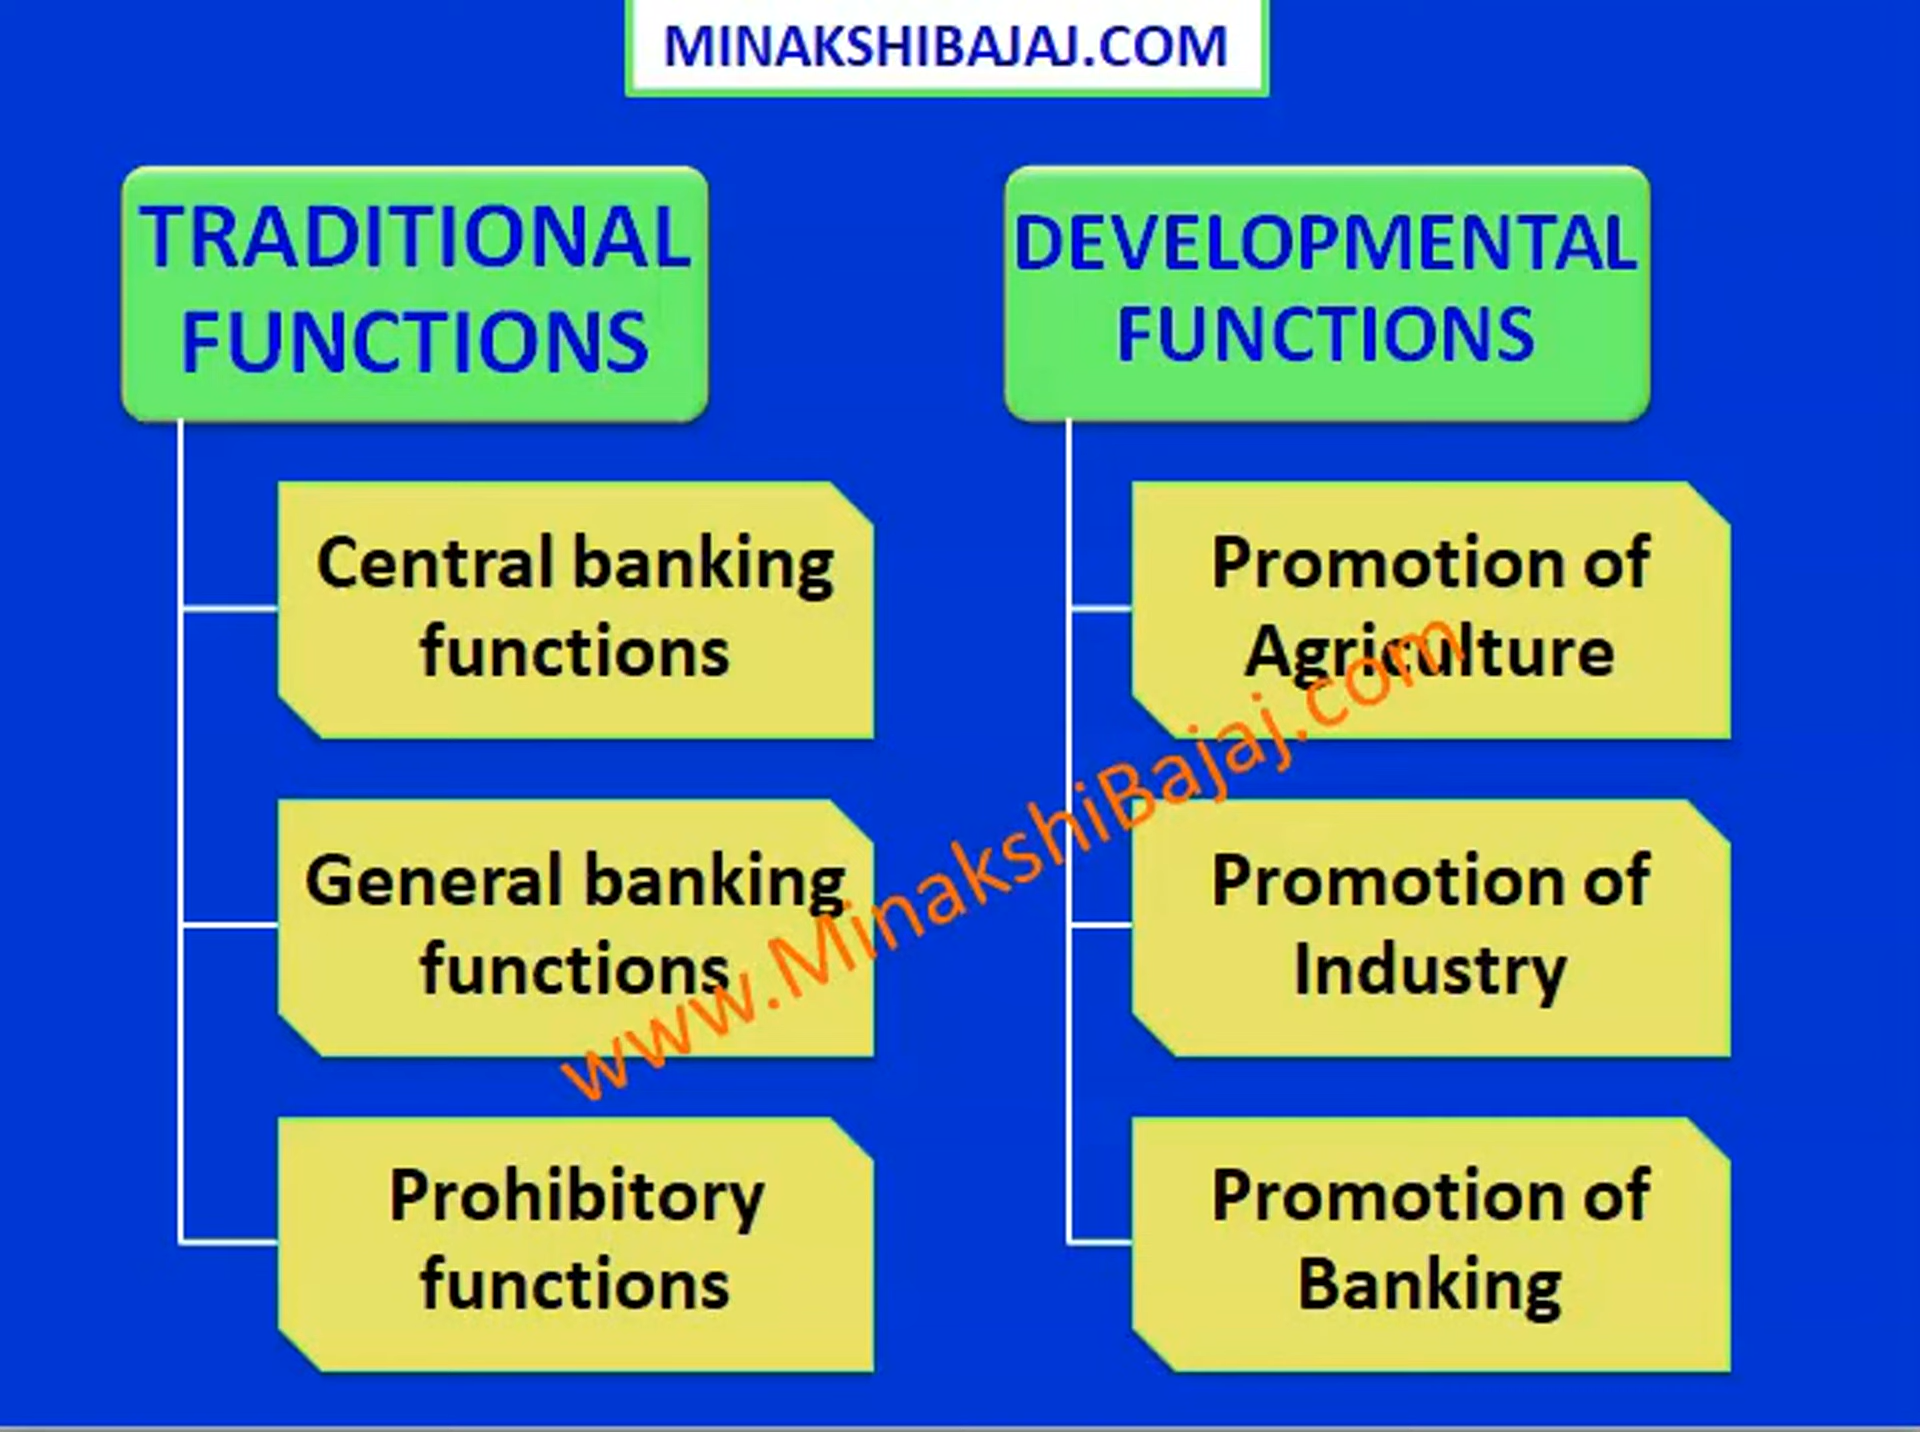 MINAKSHIBAJAJ.COM
TRADITIONAL
FUNCTIONS
Central banking
functions
General banking
functions
Prohibitory
functions
DEVELOPMENTAL
FUNCTIONS
Promotion of
Agriculture
Promotion of
Industry
Promotion of
Banking
www.MinakshiBajaj.com